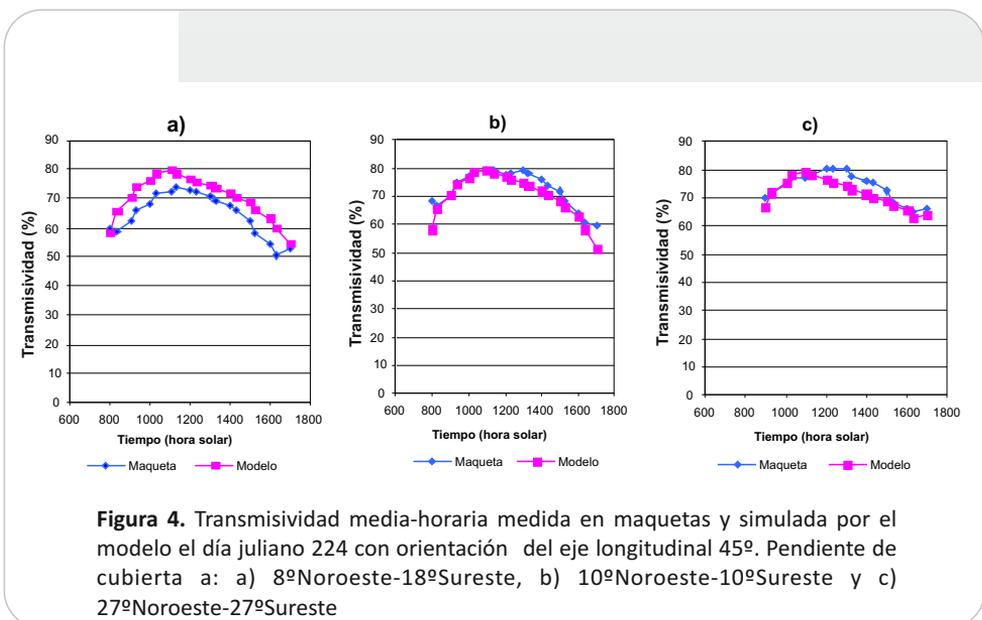 a)
90
80
70
60
50
40
30
20
10
0
Transmisividad (%)
600 800 1000 1200 1400 1600 1800
Tiempo (hora solar)
Maqueta Modelo
b)
90
80
70
60
50
40
30
20
10
0
Transmisividad (%)
600 800 1000 1200 1400 1600 1800
Tiempo (hora solar)
Maqueta Modelo
c)
90
80
70
60
50
40
30
20
10
0
Transmisividad (%)
600 800 1000 1200 1400 1600 1800
Tiempo (hora solar)
Maqueta Modelo
Figura 4. Transmisividad media-horaria medida en maquetas y simulada por el
modelo el día juliano 224 con orientación del eje longitudinal 45º. Pendiente de
cubierta a: a) 8ºNoroeste-18ºSureste, b) 10ºNoroeste-10ºSureste y c)
27ºNoroeste-27ºSureste